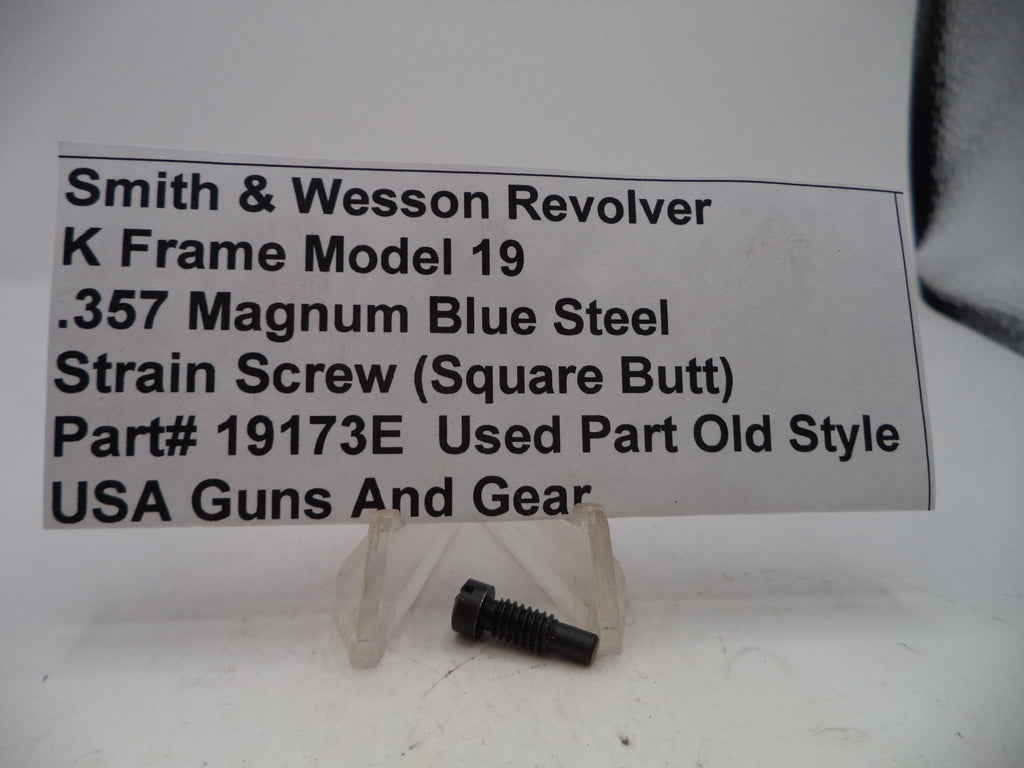 Smith & Wesson Revolver
K Frame Model 19
.357 Magnum Blue Steel
Strain Screw (Square Butt)
Part# 19173E Used Part Old Style
USA Guns And Gear